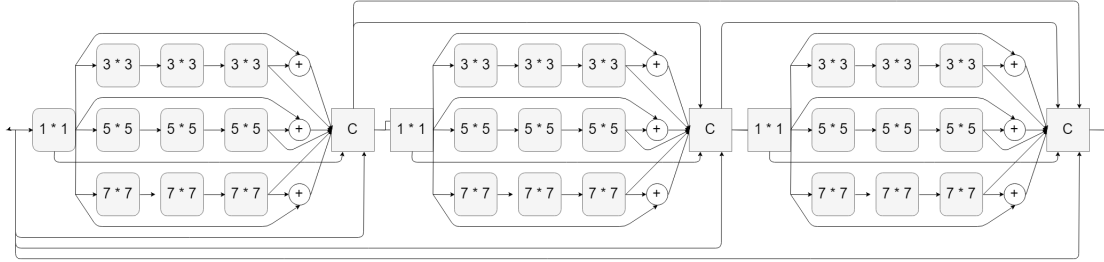 3 * 3 3 * 3 3 * 3 + 3 * 3 3 * 3 3 * 3 + 3 * 3 3 * 3 3 * 3 +
1 * 1 5 * 5 5 * 5 5 * 5 + C 1 * 1 5 * 5 5 * 5 5 * 5 + C 1 * 1 5 * 5 5 * 5 5 * 5 + C
7 * 7 7 * 7 7 * 7 + 7 * 7 7 * 7 7 * 7 + 7 * 7 7 * 7 7 * 7 +